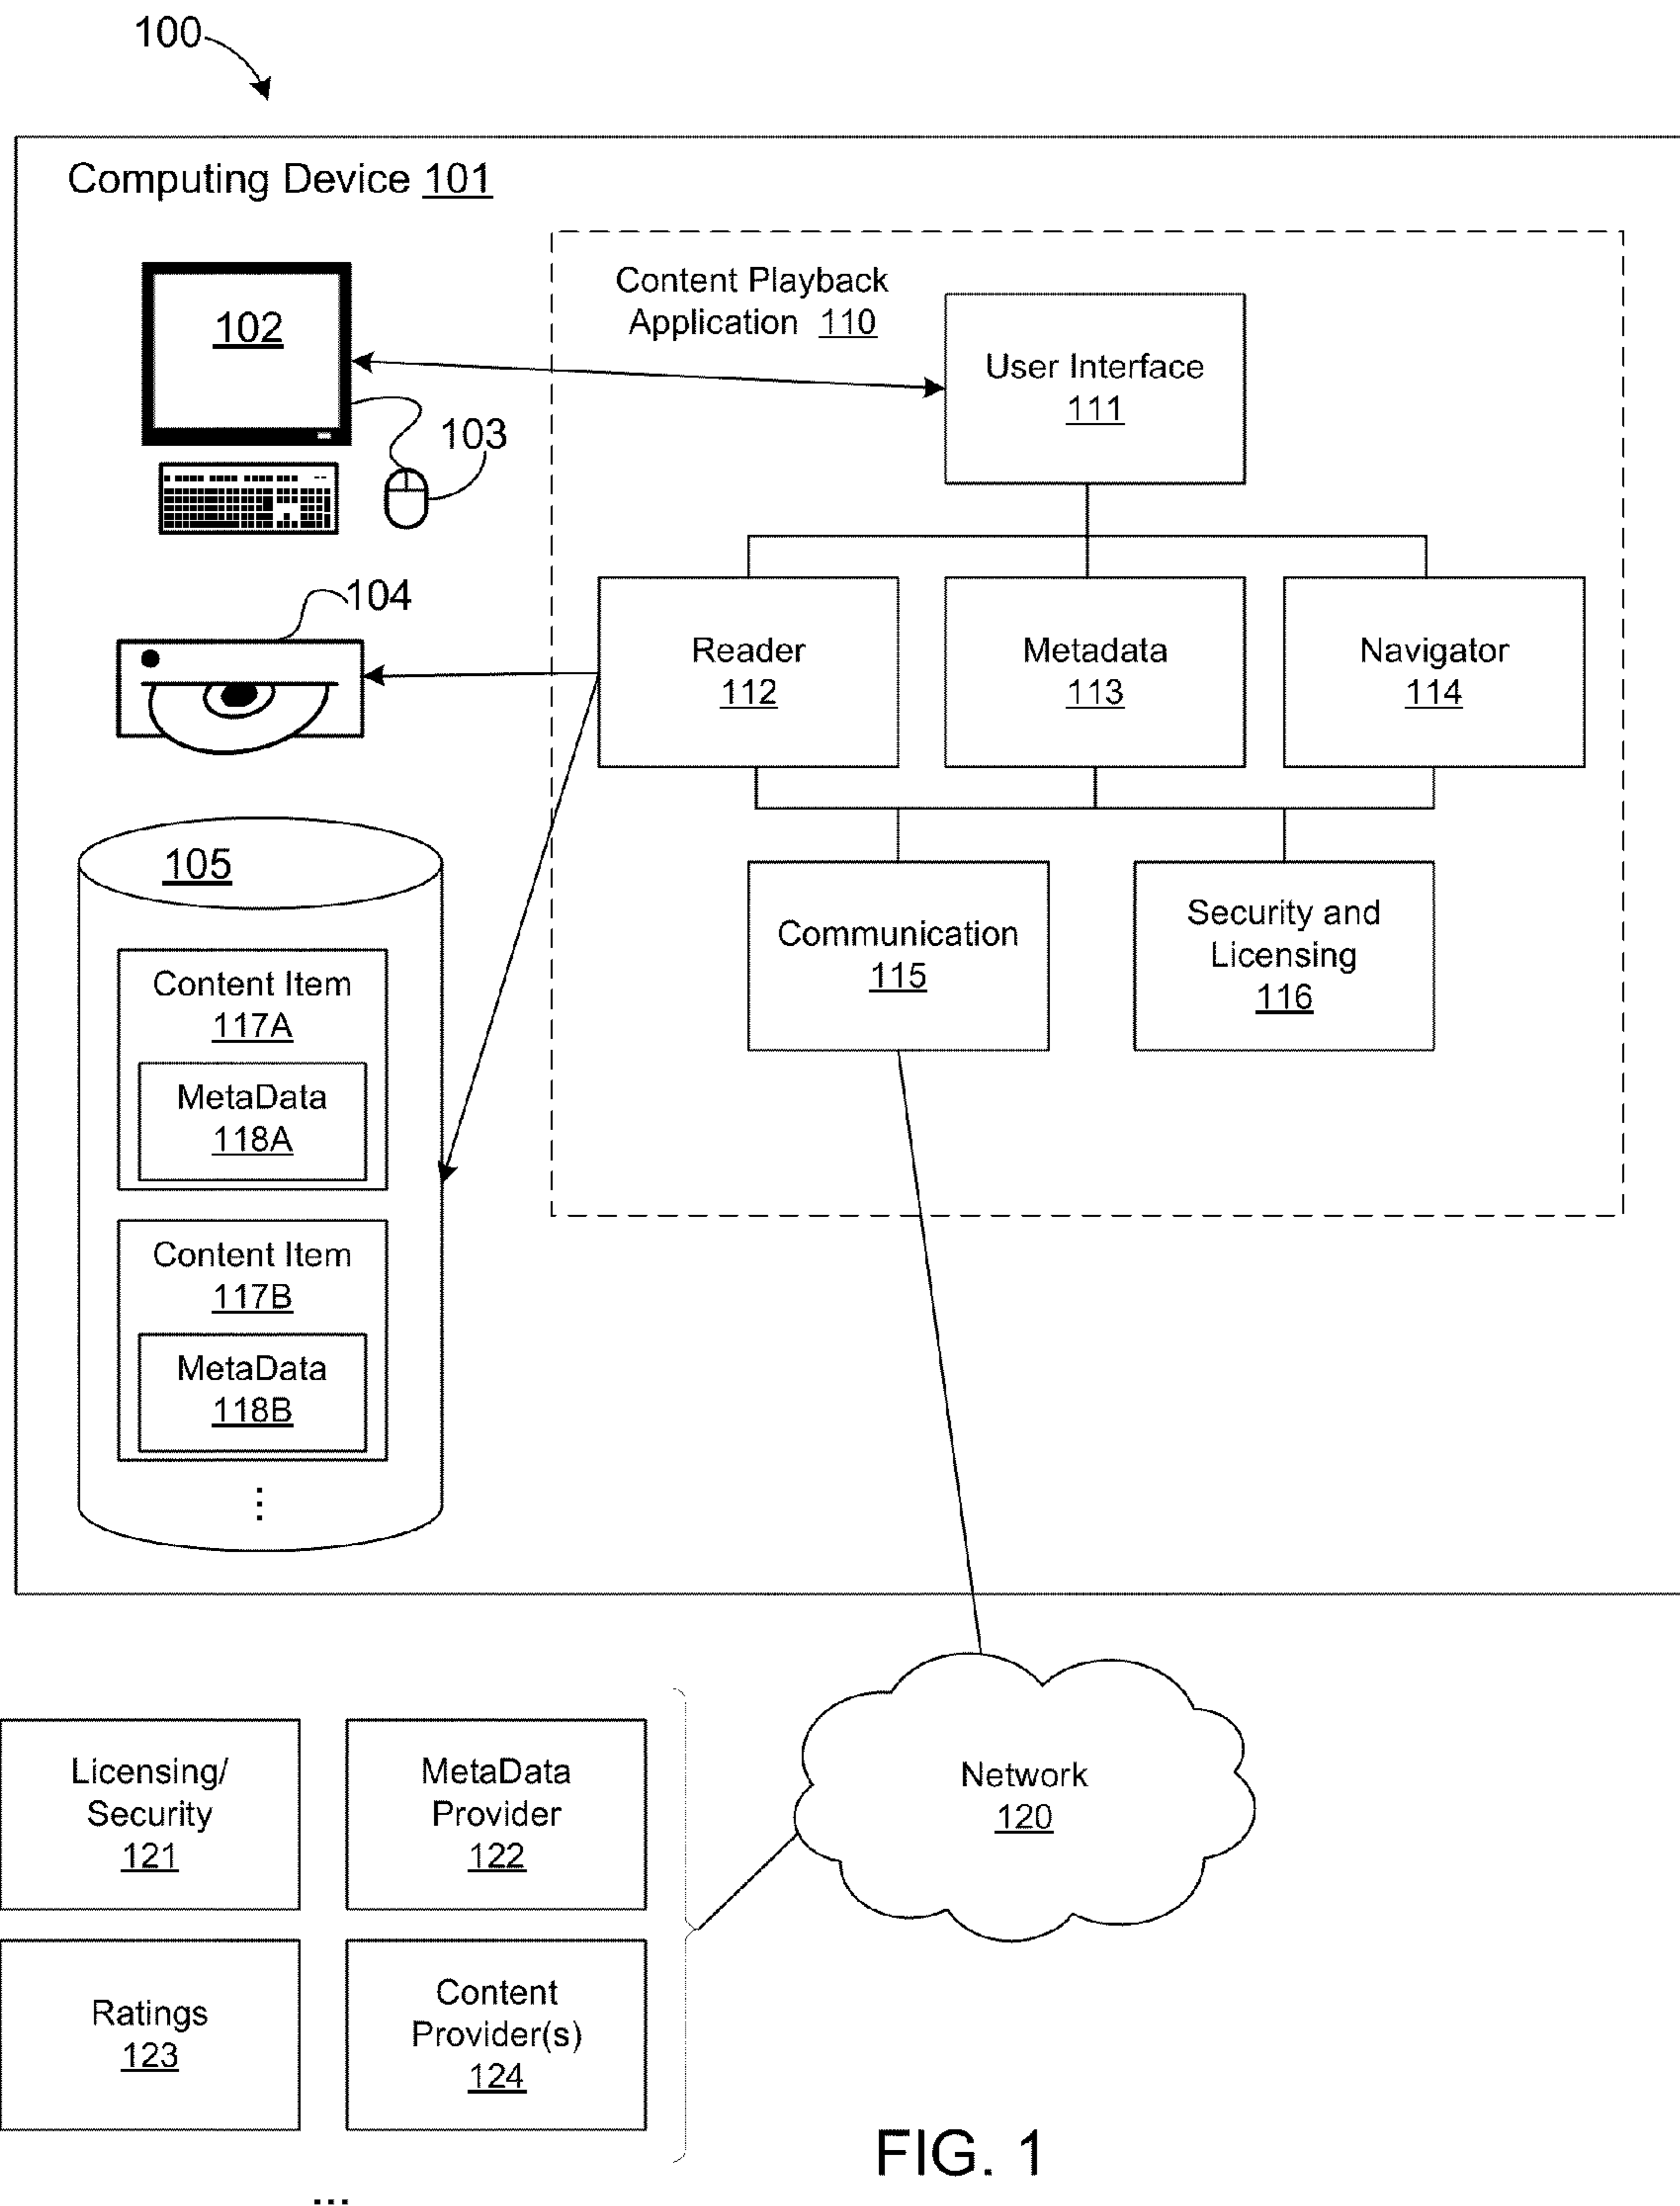 100
Computing Device 101
102
103
104
Content Playback
Application 110
User Interface
111
Reader
112
Metadata
113
Navigator
114
Communication
115
Security and
Licensing
116
105
Content Item
117A
MetaData
118A
Content Item
117B
MetaData
118B
...
Network
120
Licensing/
Security
121
MetaData
Provider
122
Ratings
123
Content
Provider(s)
124
...
FIG. 1